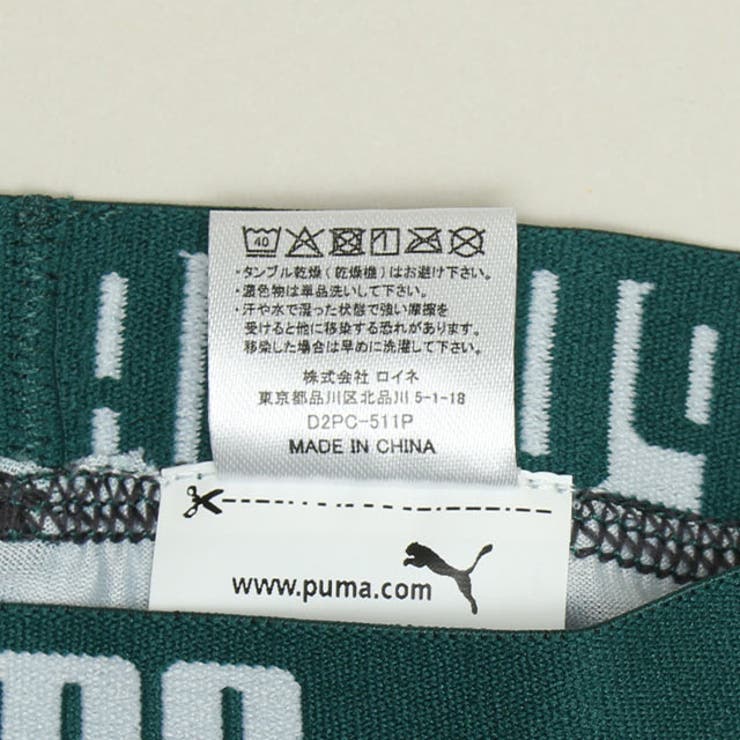 40
・タンブル乾燥(乾燥機)はお避け下さい。
・濃色物は単品洗いして下さい。
・汗や水で湿った状態で強い摩擦を
受けると他に移染する恐れがあります。
移染した場合は早めに洗濯して下さい。
株式会社 ロイネ
東京都品川区北品川 5-1-18
D2PC-511P
MADE IN CHINA
www.puma.com